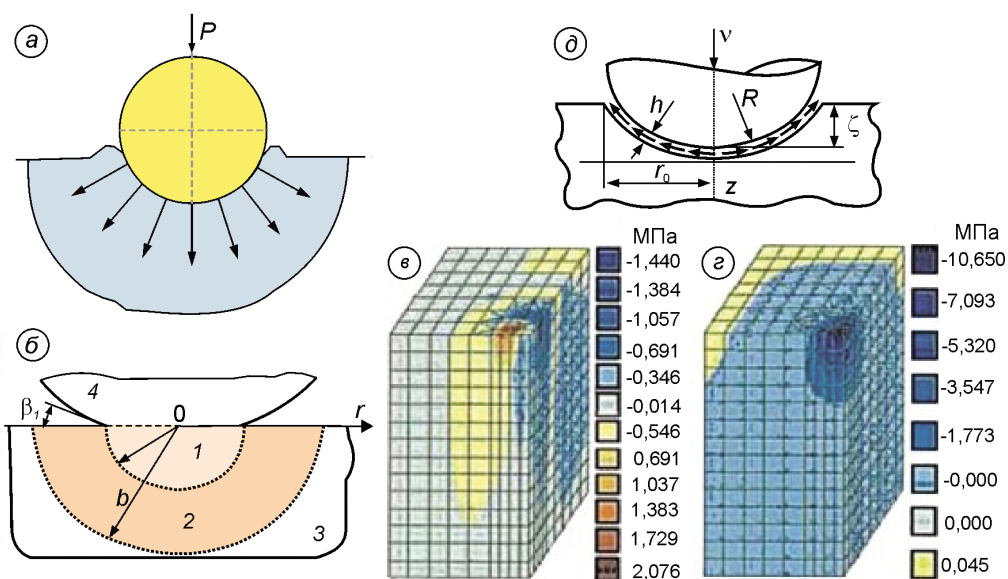 а
P
д
ν
h
R
ζ
r₀
z
б
4
β₁
0
r
1
b
2
3
в
МПа
-1,440
-1,384
-1,057
-0,691
-0,346
-0,014
-0,546
0,691
1,037
1,383
1,729
2,076
г
МПа
-10,650
-7,093
-5,320
-3,547
-1,773
-0,000
0,000
0,045